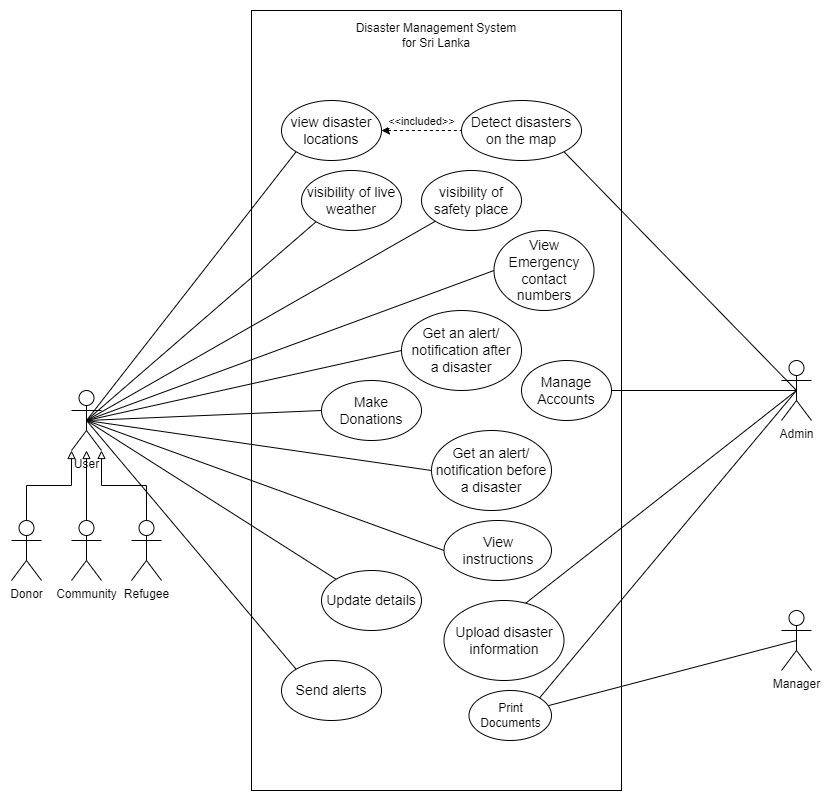 Disaster Management System
for Sri Lanka
view disaster
locations
<<included>>
Detect disasters
on the map
visibility of live
weather
visibility of
safety place
View
Emergency
contact
numbers
Get an alert/
notification after
a disaster
Manage
Accounts
Make
Donations
Admin
User
Get an alert/
notification before
a disaster
View
instructions
Donor
Community
Refugee
Update details
Upload disaster
information
Send alerts
Manager
Print
Documents